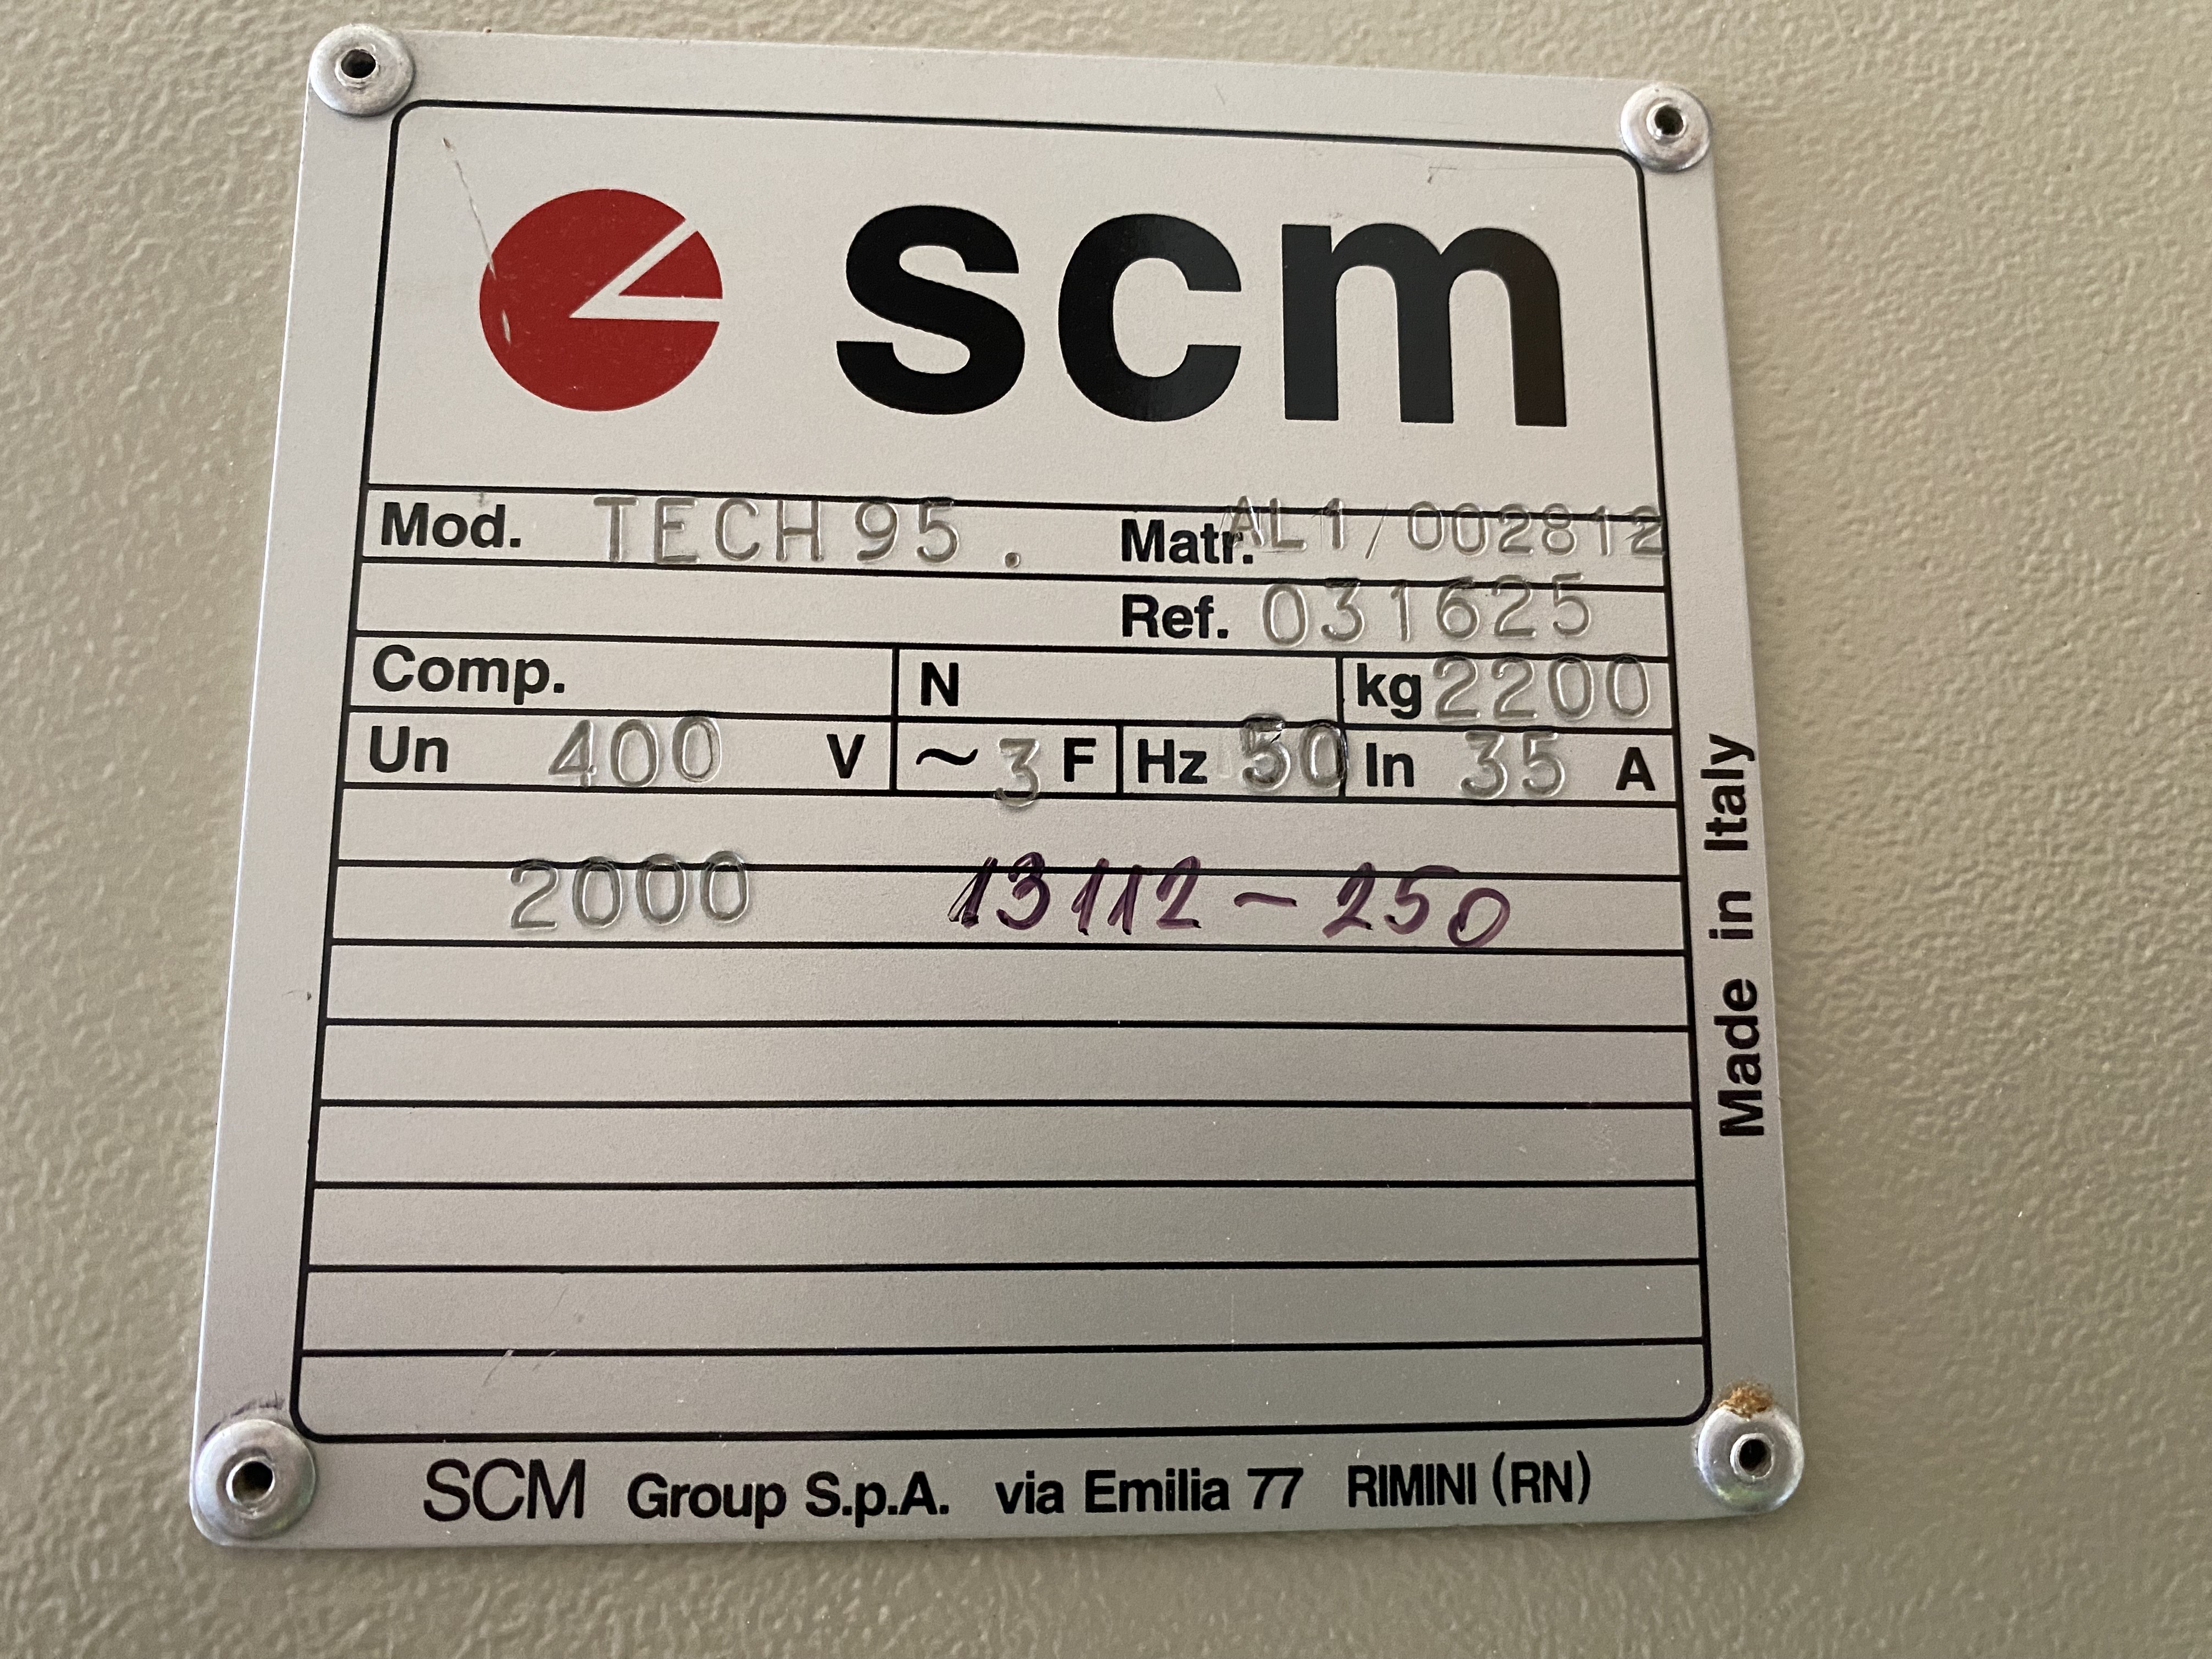 scm
Mod. TECH 95 . Matr. AL1/002812
Ref. 031625
Comp. N kg 2200
Un 400 V ~ 3 F Hz 50 In 35 A
2000 13112-250
Made in Italy
SCM Group S.p.A. via Emilia 77 RIMINI (RN)